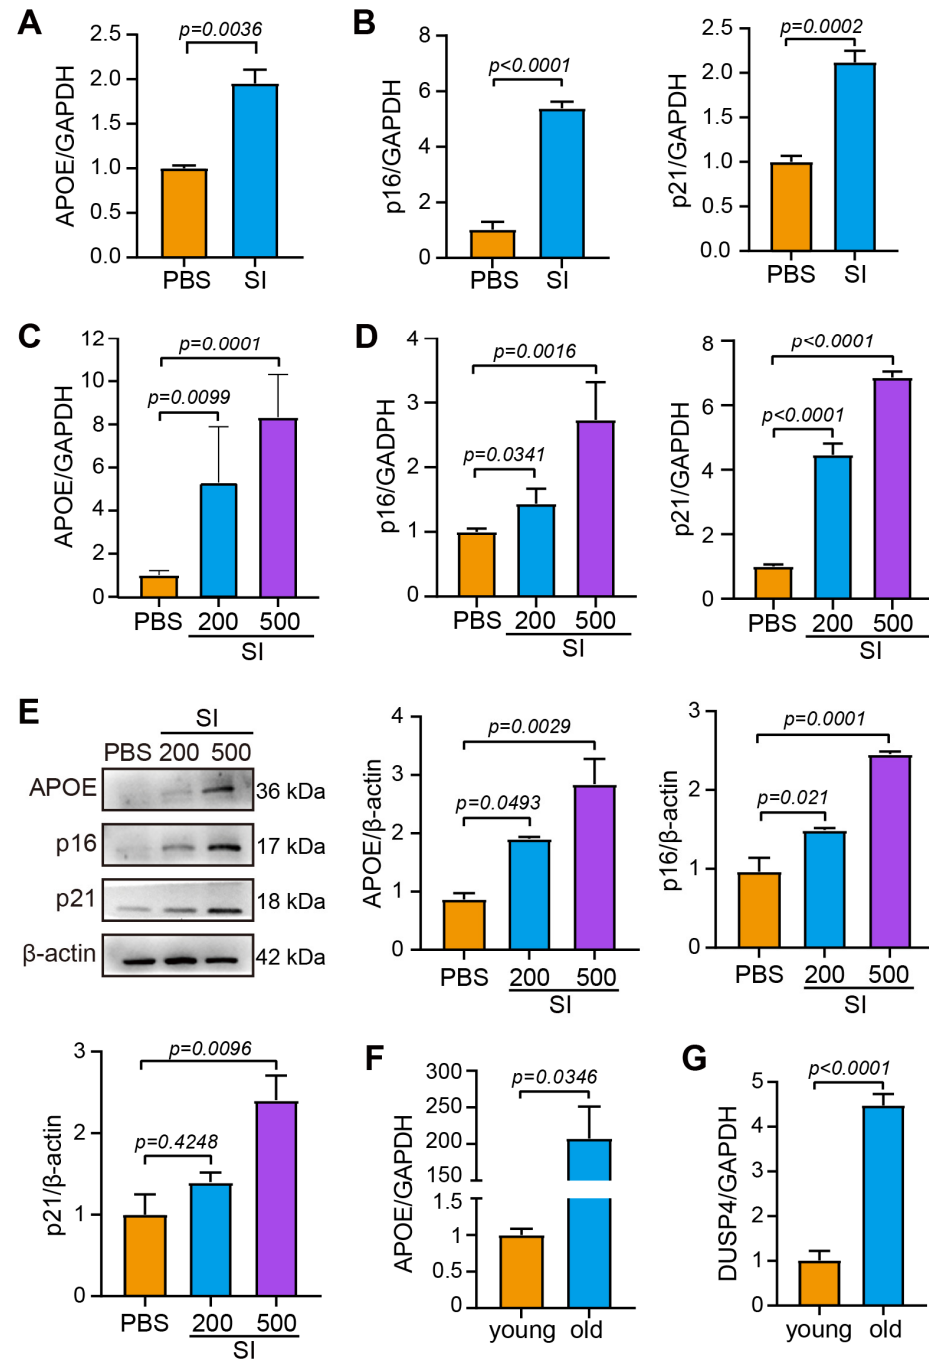 A
APOE/GAPDH
2.5
2.0
1.5
1.0
0.5
0.0
p=0.0036
PBS SI
B
p16/GAPDH
8
6
4
2
0
p<0.0001
PBS SI
p21/GAPDH
2.5
2.0
1.5
1.0
0.5
0.0
p=0.0002
PBS SI
C
APOE/GAPDH
12
10
8
6
4
2
0
p=0.0001
p=0.0099
PBS 200 500
SI
D
p16/GADPH
4
3
2
1
0
p=0.0016
p=0.0341
PBS 200 500
SI
p21/GAPDH
8
6
4
2
0
p<0.0001
p<0.0001
PBS 200 500
SI
E
SI
PBS 200 500
APOE 36 kDa
p16 17 kDa
p21 18 kDa
β-actin 42 kDa
APOE/β-actin
4
3
2
1
0
p=0.0029
p=0.0493
PBS 200 500
SI
p16/β-actin
3
2
1
0
p=0.0001
p=0.021
PBS 200 500
SI
p21/β-actin
3
2
1
0
p=0.0096
p=0.4248
PBS 200 500
SI
F
APOE/GAPDH
300
250
200
150
1.5
1
0.5
0
p=0.0346
young old
G
DUSP4/GAPDH
5
4
2
1
0
p<0.0001
young old